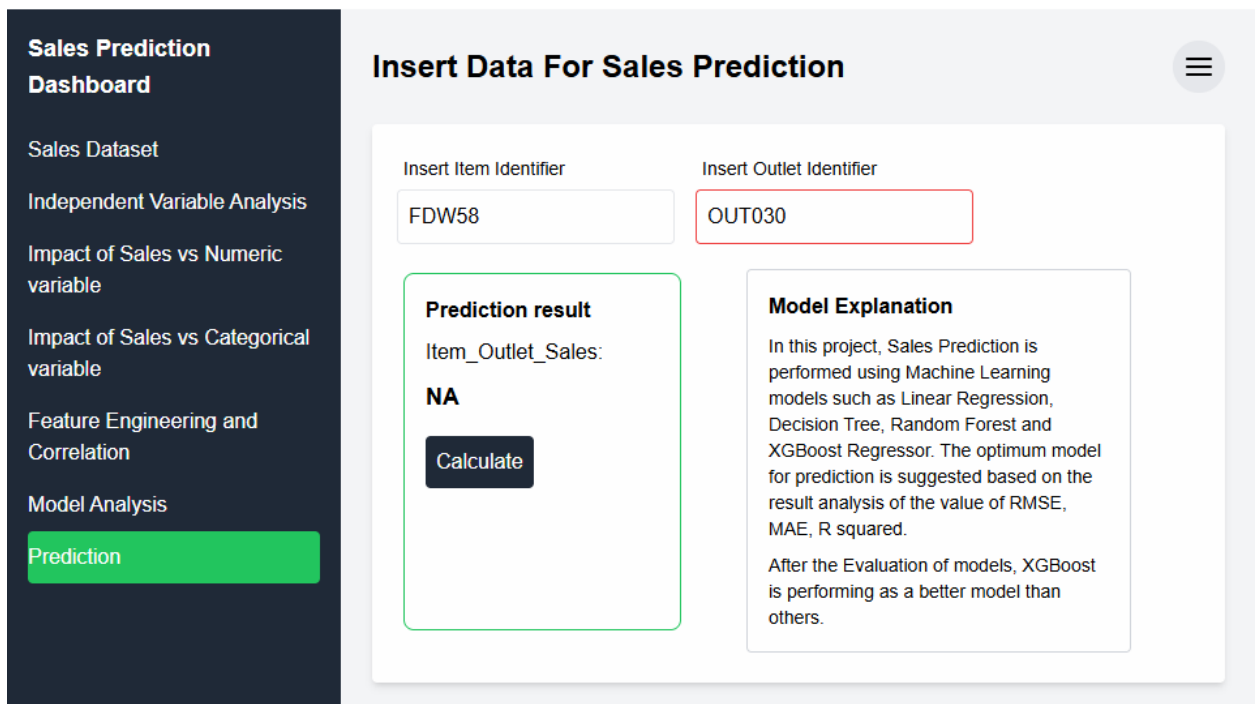 Sales Prediction
Dashboard
Sales Dataset
Independent Variable Analysis
Impact of Sales vs Numeric
variable
Impact of Sales vs Categorical
variable
Feature Engineering and
Correlation
Model Analysis
Prediction
Insert Data For Sales Prediction
Insert Item Identifier
FDW58
Insert Outlet Identifier
OUT030
Prediction result
Item_Outlet_Sales:
NA
Calculate
Model Explanation
In this project, Sales Prediction is
performed using Machine Learning
models such as Linear Regression,
Decision Tree, Random Forest and
XGBoost Regressor. The optimum model
for prediction is suggested based on the
result analysis of the value of RMSE,
MAE, R squared.
After the Evaluation of models, XGBoost
is performing as a better model than
others.